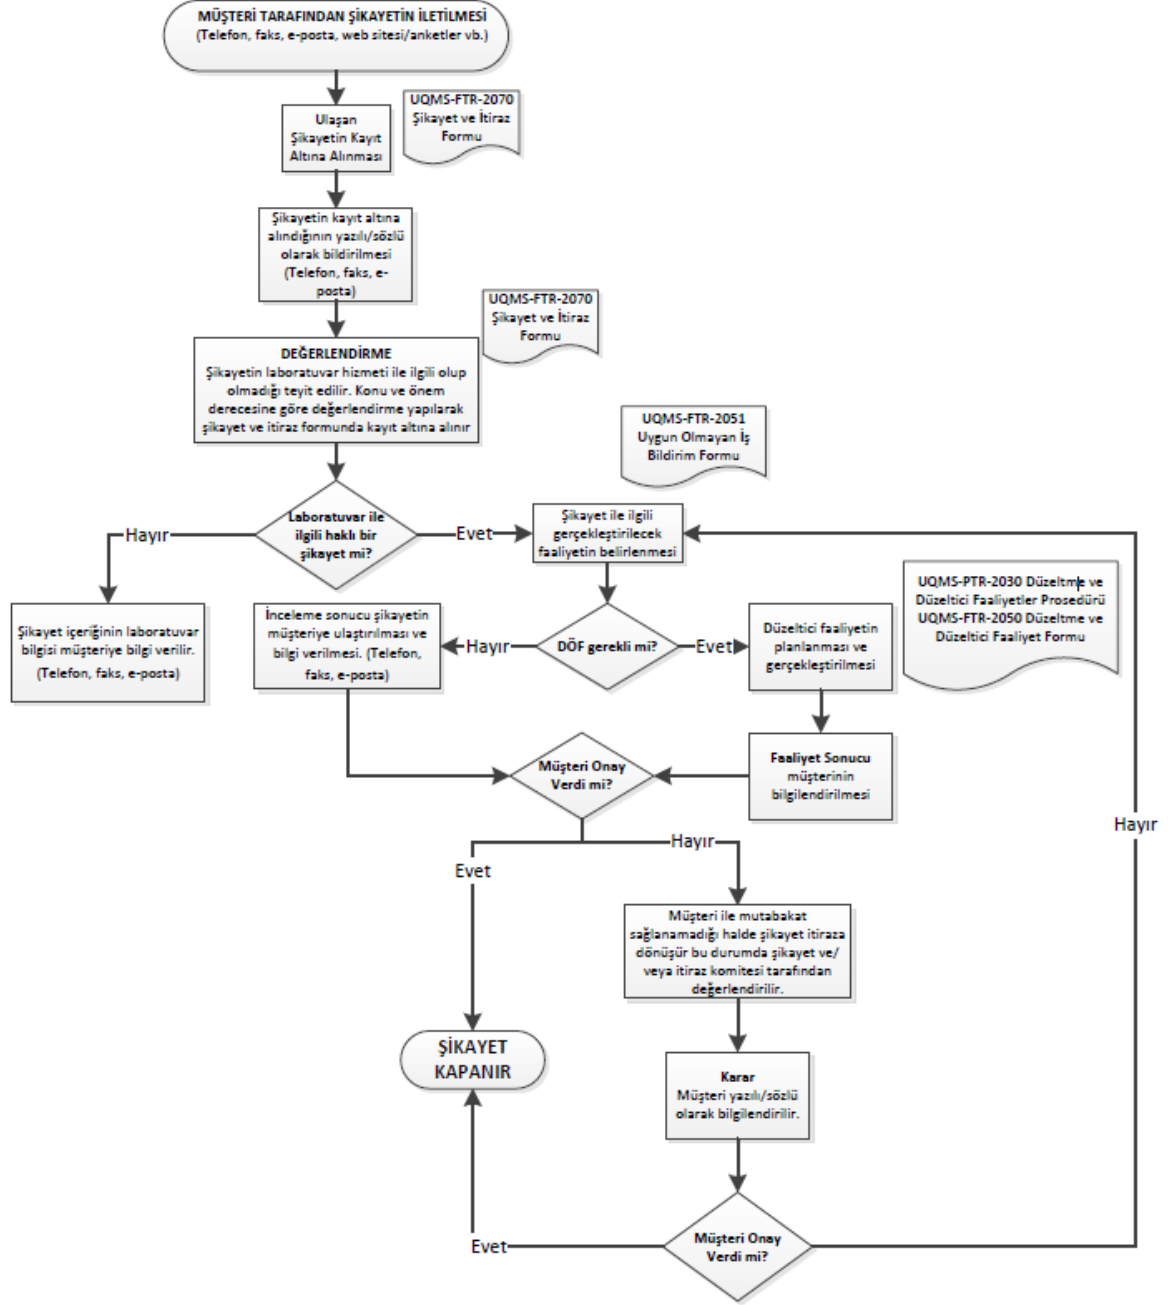 MÜŞTERİ TARAFINDAN ŞİKAYETİN İLETİLMESİ
(Telefon, faks, e-posta, web sitesi/anketler vb.)
UQMS-FTR-2070
Şikayet ve İtiraz
Formu
Ulaşan
Şikayetin Kayıt
Altına Alınması
Şikayetin kayıt altına
alındığının yazılı/sözlü
olarak bildirilmesi
(Telefon, faks, e-
posta)
UQMS-FTR-2070
Şikayet ve İtiraz
Formu
DEĞERLENDİRME
Şikayetin laboratuvar hizmeti ile ilgili olup
olmadığı teyit edilir. Konu ve önem
derecesine göre değerlendirme yapılarak
şikayet ve itiraz formunda kayıt altına alınır
UQMS-FTR-2051
Uygun Olmayan İş
Bildirim Formu
Laboratuvar ile
ilgili haklı bir
şikayet mi?
Hayır
Evet
Şikayet ile ilgili
gerçekleştirilecek
faaliyetin belirlenmesi
UQMS-PTR-2030 Düzeltme ve
Düzeltici Faaliyetler Prosedürü
UQMS-FTR-2050 Düzeltme ve
Düzeltici Faaliyet Formu
Şikayet içeriğinin laboratuvar
bilgisi müşteriye bilgi verilir.
(Telefon, faks, e-posta)
İnceleme sonucu şikayetin
müşteriye ulaştırılması ve
bilgi verilmesi. (Telefon,
faks, e-posta)
Hayır
DÖF gerekli mi?
Evet
Düzeltici faaliyetin
planlanması ve
gerçekleştirilmesi
Müşteri Onay
Verdi mi?
Faaliyet Sonucu
müşterinin
bilgilendirilmesi
Hayır
Hayır
Evet
Müşteri ile mutabakat
sağlanamadığı halde şikayet itiraza
dönüşür bu durumda şikayet ve/
veya itiraz komitesi tarafından
değerlendirilir.
ŞİKAYET
KAPANIR
Karar
Müşteri yazılı/sözlü
olarak bilgilendirilir.
Evet
Müşteri Onay
Verdi mi?